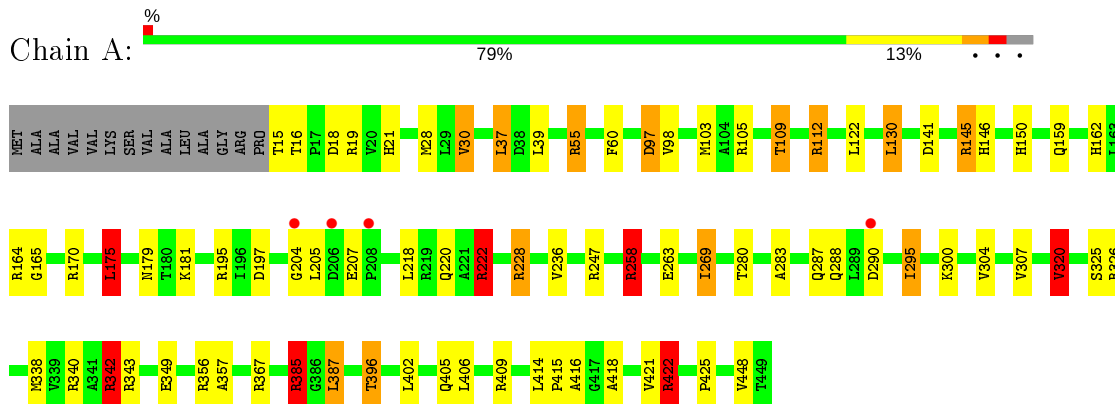 %
Chain A:
79% 13% • • •
MET ALA ALA VAL VAL LYS SER VAL ALA LEU ALA GLY ARG PRO T15 T16 P17 D18 R19 V20 H21 M28 L29 V30 L37 D38 L39 R55 F60 D97 V98 M103 A104 R105 T109 R112 L122 L130 D141 R145 H146 H150 Q159 H162 L163
R164 G165 R170 L175 N179 T180 K181 R195 I196 D197 G204 L205 D206 E207 P208 L218 R219 Q220 A221 R222 R228 V236 R247 R258 E263 I269 T280 A283 Q287 Q288 L289 D290 I295 K300 V304 V307 V320 S325 R326
M338 V339 R340 A341 R342 R343 E349 R356 A357 R367 R385 G386 L387 T396 L402 Q405 L406 R409 L414 P415 A416 G417 A418 V421 R422 P425 V448 T449